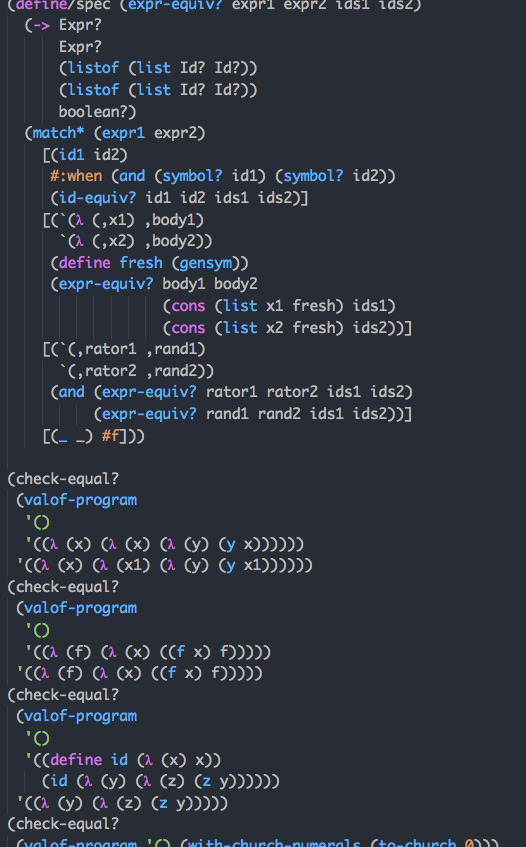 (define/spec (expr-equiv? expr1 expr2 ids1 ids2)
(-> Expr?
Expr?
(listof (list Id? Id?))
(listof (list Id? Id?))
boolean?)
(match* (expr1 expr2)
[(id1 id2)
#:when (and (symbol? id1) (symbol? id2))
(id-equiv? id1 id2 ids1 ids2)]
[(`(λ (,x1) ,body1)
`(λ (,x2) ,body2))
(define fresh (gensym))
(expr-equiv? body1 body2
(cons (list x1 fresh) ids1)
(cons (list x2 fresh) ids2))]
[(`(,rator1 ,rand1)
`(,rator2 ,rand2))
(and (expr-equiv? rator1 rator2 ids1 ids2)
(expr-equiv? rand1 rand2 ids1 ids2))]
[(_ _) #f]))
(check-equal?
(valof-program
'()
'((λ (x) (λ (x) (λ (y) (y x))))))
'((λ (x) (λ (x1) (λ (y) (y x1))))))
(check-equal?
(valof-program
'()
'((λ (f) (λ (x) ((f x) f)))))
'((λ (f) (λ (x) ((f x) f)))))
(check-equal?
(valof-program
'()
'((define id (λ (x) x))
(id (λ (y) (λ (z) (z y))))))
'((λ (y) (λ (z) (z y)))))
(check-equal?
(valof-program '() (with-church-numerals (to-church 0)))